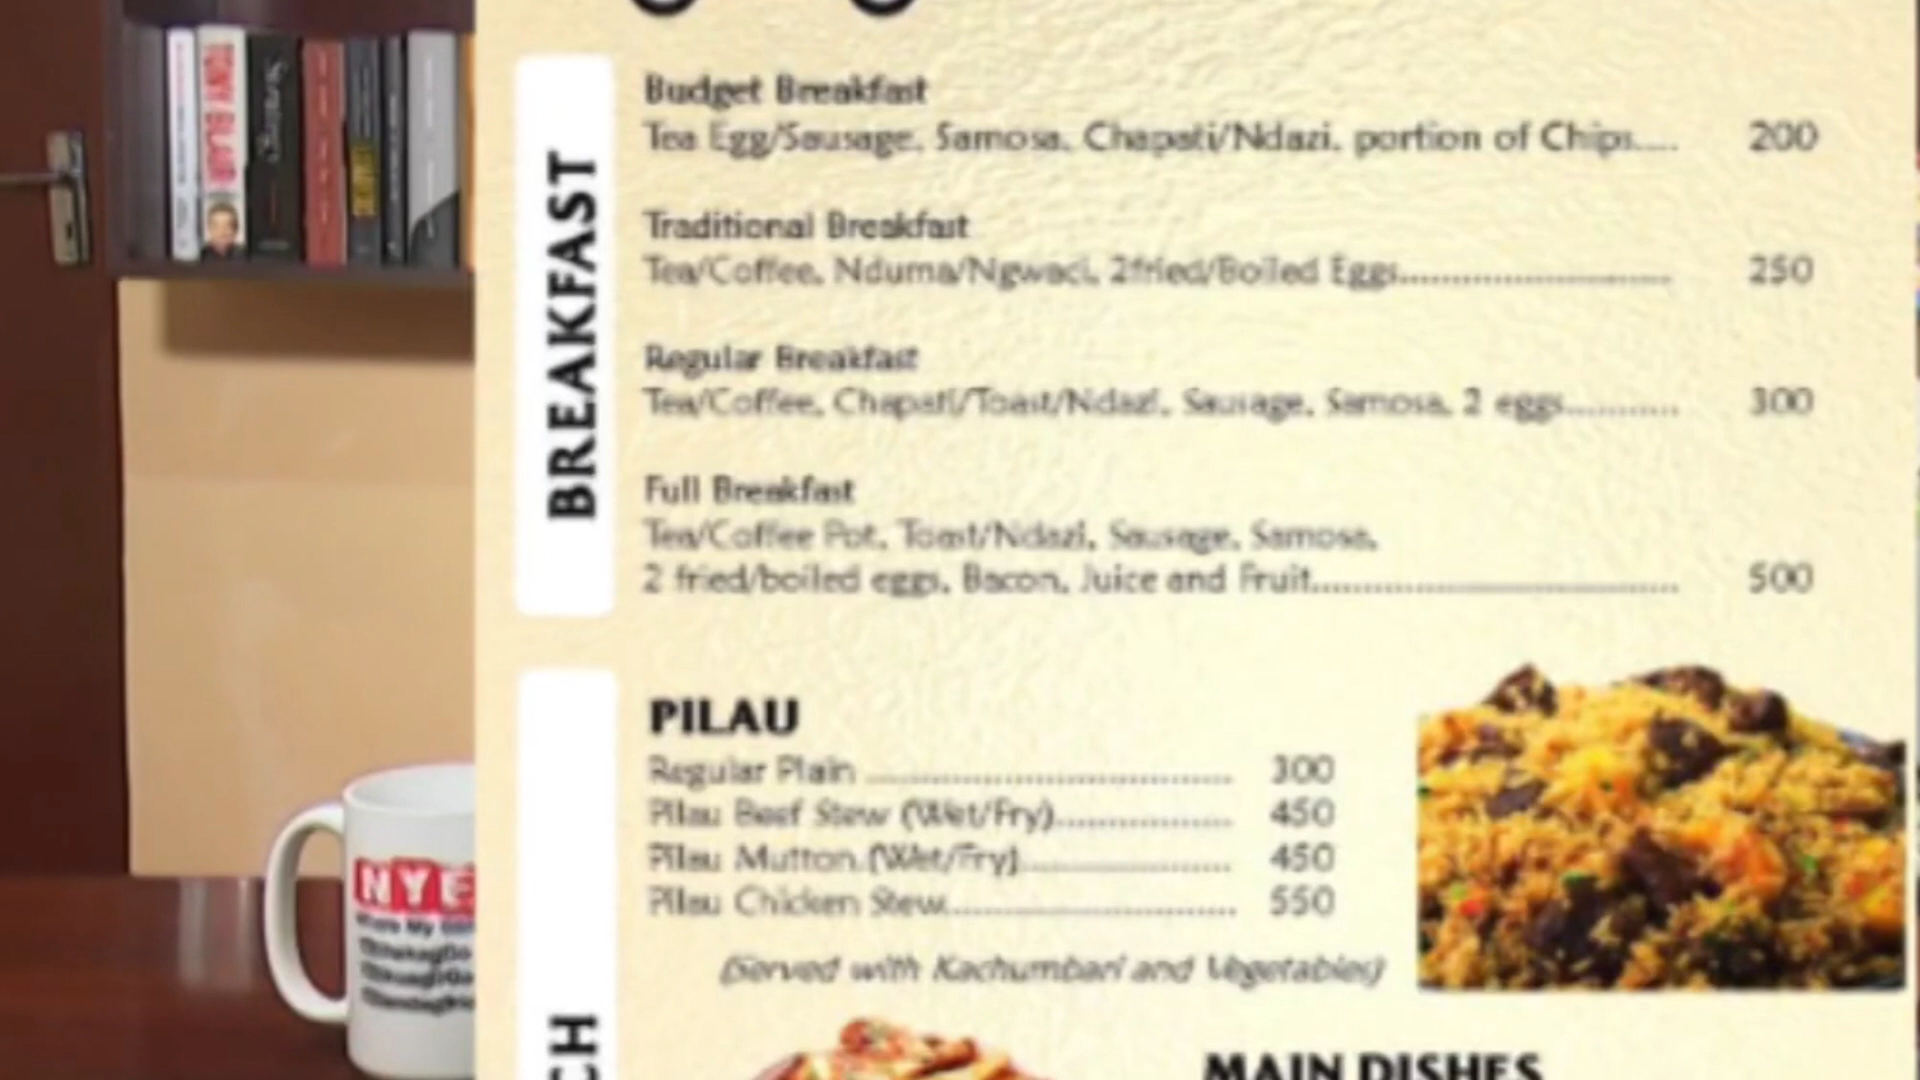 TONY BLAIR
BREAKFAST
Budget Breakfast
Tea Egg/Sausage, Samosa, Chapati/Ndazi, portion of Chips..... 200
Traditional Breakfast
Tea/Coffee, Nduma/Ngwaci, 2fried/Boiled Eggs................................ 250
Regular Breakfast
Tea/Coffee, Chapati/Toast/Ndazi, Sausage, Samosa, 2 eggs............. 300
Full Breakfast
Tea/Coffee Pot, Toast/Ndazi, Sausage, Samosa,
2 fried/boiled eggs, Bacon, Juice and Fruit........................................... 500
PILAU
Regular Plain ........................................... 300
Pilau Beef Stew (Wet/Fry)..................... 450
Pilau Mutton (Wet/Fry)......................... 450
Pilau Chicken Stew.................................. 550
(Served with Kachumbari and Vegetables)
CH
MAIN DISHES
NYE